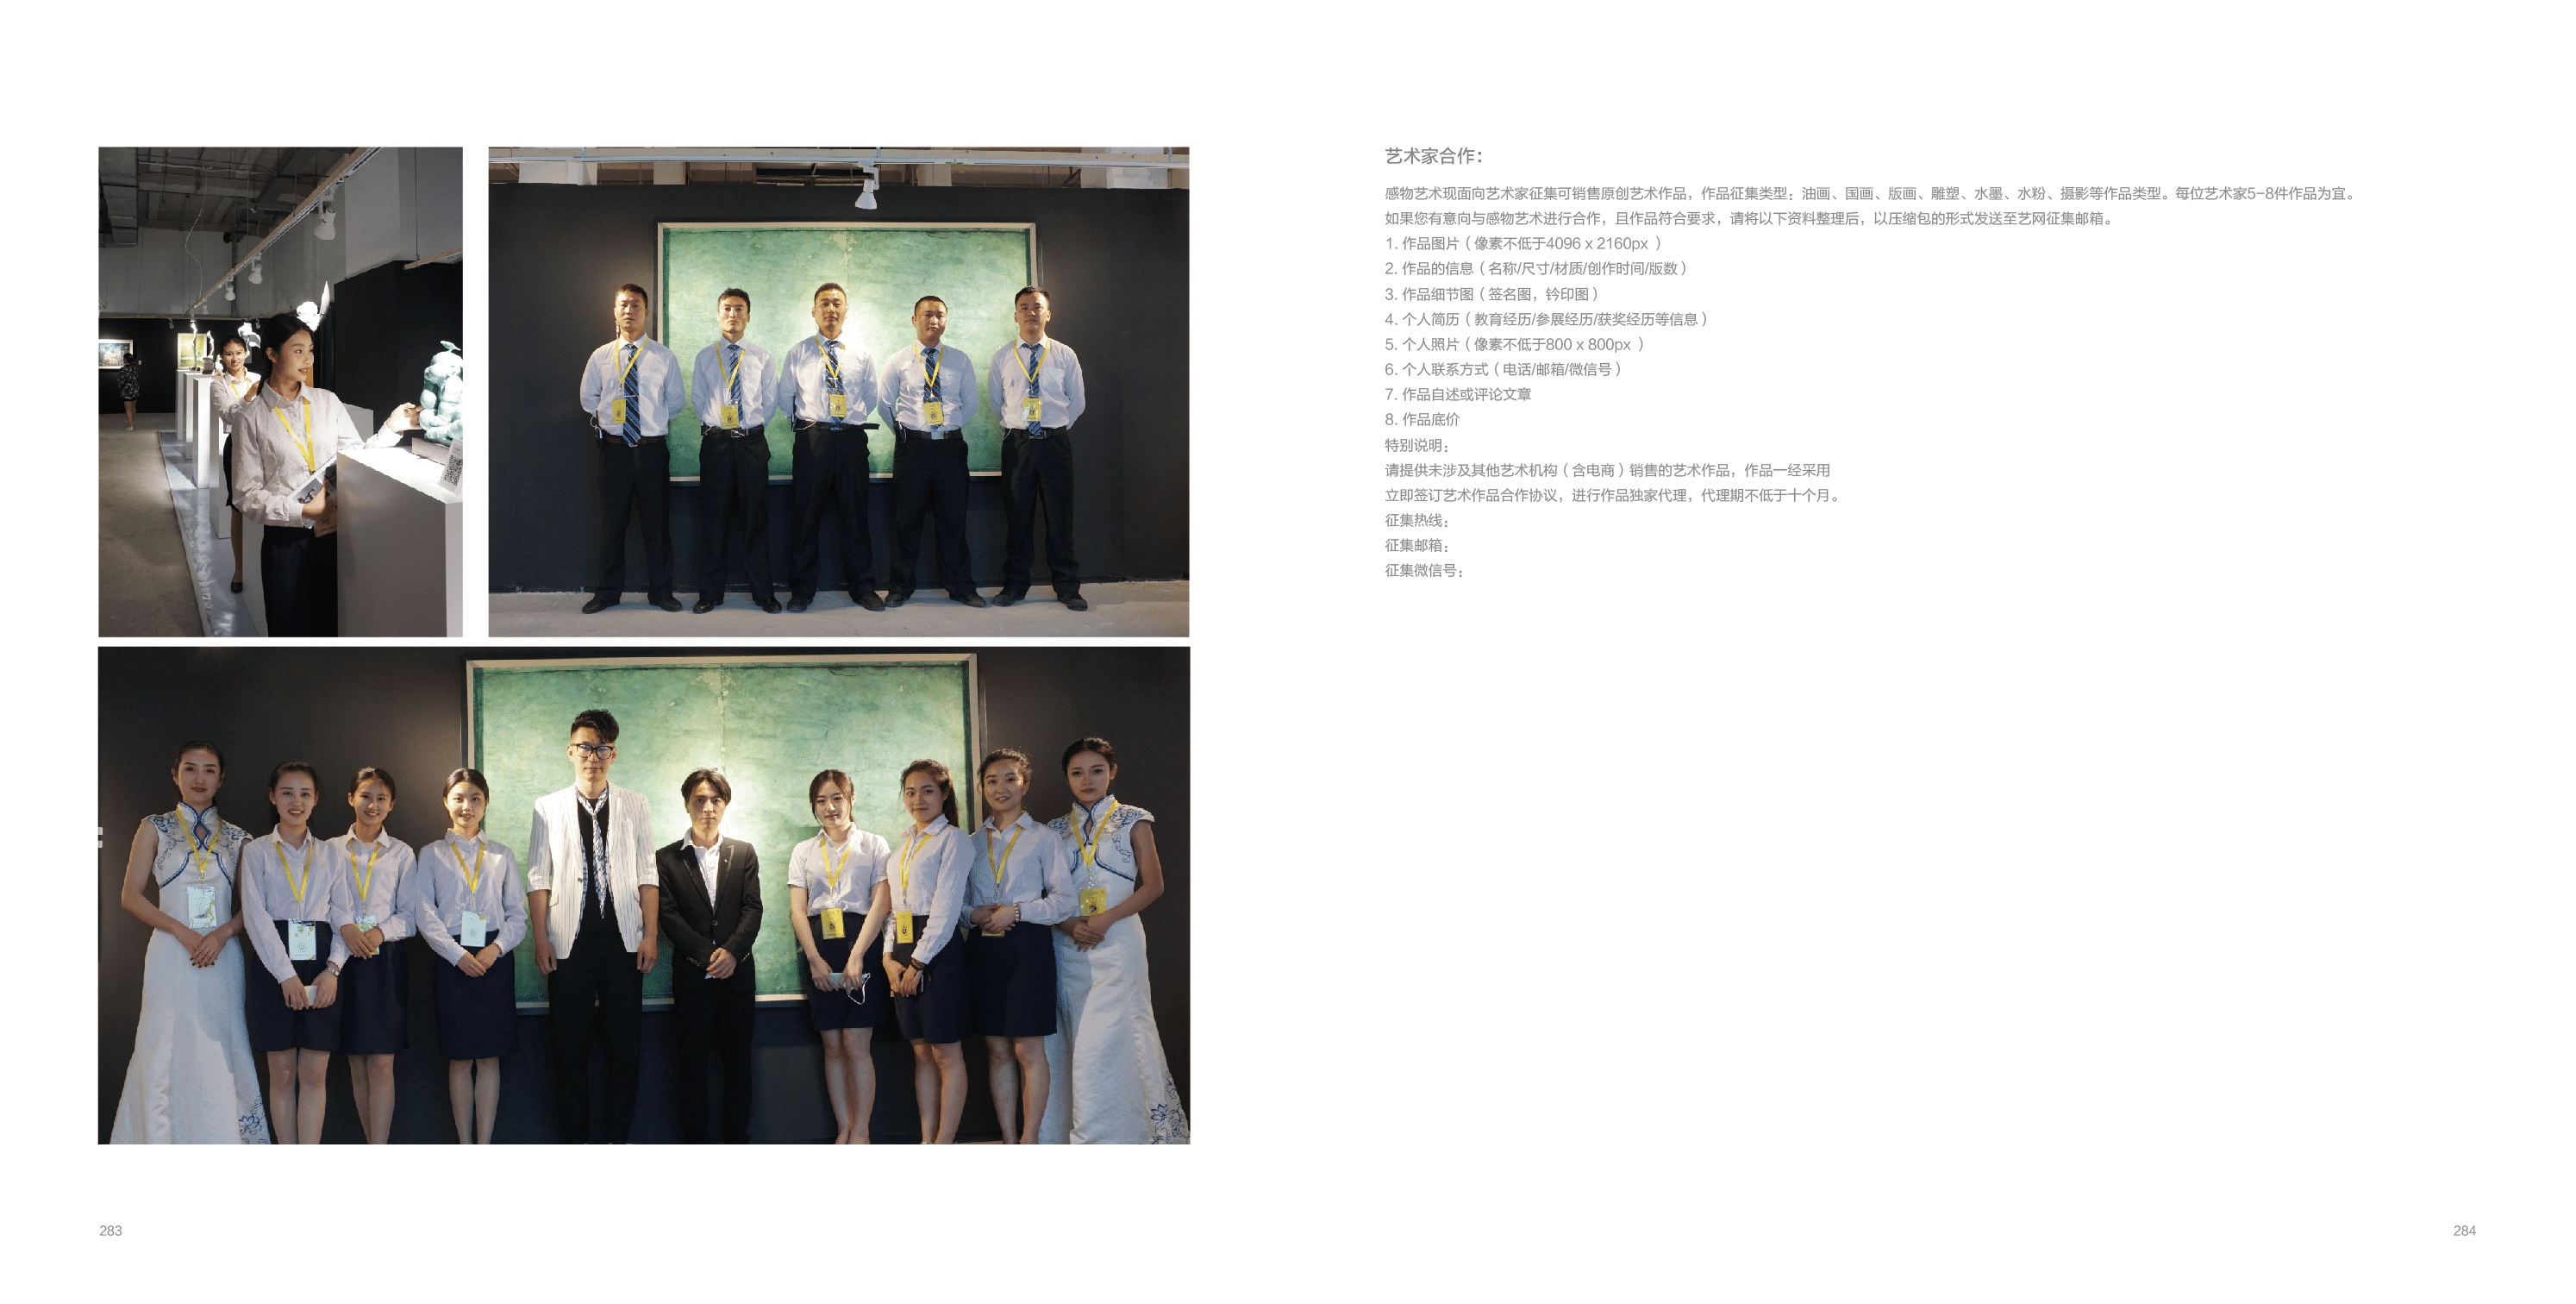 艺术家合作：
感物艺术现面向艺术家征集可销售原创艺术作品，作品征集类型：油画、国画、版画、雕塑、水墨、水粉、摄影等作品类型。每位艺术家5-8件作品为宜。
如果您有意向与感物艺术进行合作，且作品符合要求，请将以下资料整理后，以压缩包的形式发送至艺网征集邮箱。
1. 作品图片（像素不低于4096 x 2160px ）
2. 作品的信息（名称/尺寸/材质/创作时间/版数）
3. 作品细节图（签名图，钤印图）
4. 个人简历（教育经历/参展经历/获奖经历等信息）
5. 个人照片（像素不低于800 x 800px ）
6. 个人联系方式（电话/邮箱/微信号）
7. 作品自述或评论文章
8. 作品底价
特别说明：
请提供未涉及其他艺术机构（含电商）销售的艺术作品，作品一经采用
立即签订艺术作品合作协议，进行作品独家代理，代理期不低于十个月。
征集热线：
征集邮箱：
征集微信号：
283
284